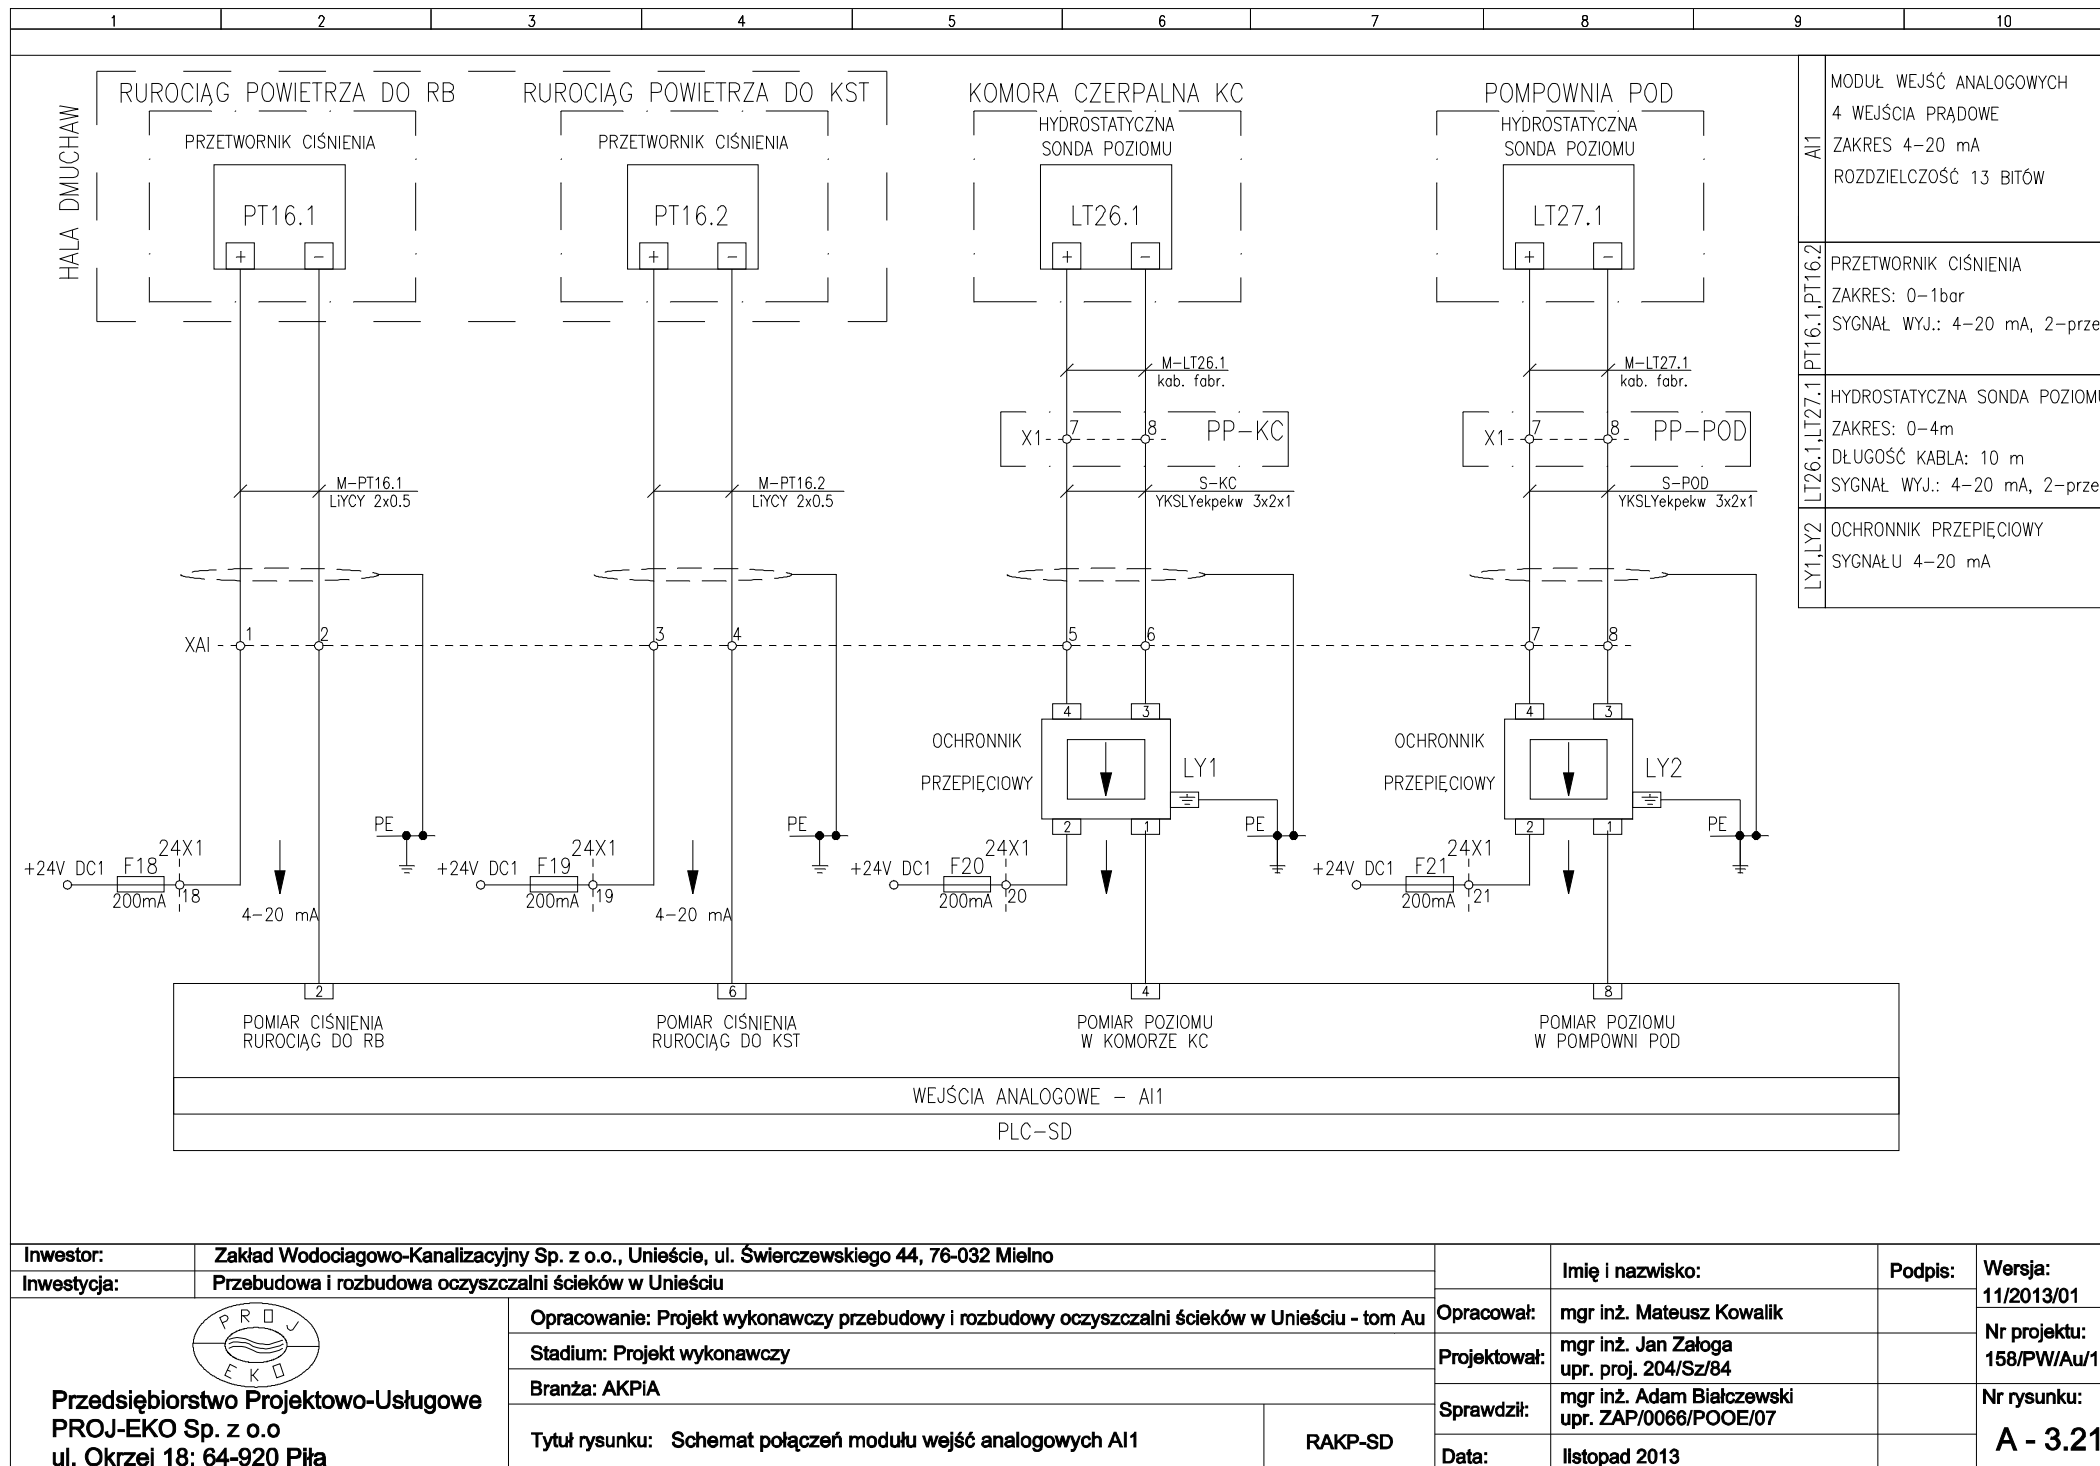 1 2 3 4 5 6 7 8 9 10
RUROCIĄG POWIETRZA DO RB
RUROCIĄG POWIETRZA DO KST
KOMORA CZERPALNA KC
POMPOWNIA POD
HALA DMUCHAW
PRZETWORNIK CIŚNIENIA
PRZETWORNIK CIŚNIENIA
HYDROSTATYCZNA
SONDA POZIOMU
HYDROSTATYCZNA
SONDA POZIOMU
PT16.1
PT16.2
LT26.1
LT27.1
+ −
+ −
+ −
+ −
AI1
MODUŁ WEJŚĆ ANALOGOWYCH
4 WEJŚCIA PRĄDOWE
ZAKRES 4−20 mA
ROZDZIELCZOŚĆ 13 BITÓW
PT16.1,PT16.2
PRZETWORNIK CIŚNIENIA
ZAKRES: 0−1bar
SYGNAŁ WYJ.: 4−20 mA, 2−prze
LT26.1,LT27.1
HYDROSTATYCZNA SONDA POZIOMU
ZAKRES: 0−4m
DŁUGOŚĆ KABLA: 10 m
SYGNAŁ WYJ.: 4−20 mA, 2−prze
LY1,LY2
OCHRONNIK PRZEPIĘCIOWY
SYGNAŁU 4−20 mA
M−LT26.1
kab. fabr.
M−LT27.1
kab. fabr.
X1 7 8 PP−KC
X1 7 8 PP−POD
M−PT16.1
LiYCY 2x0.5
M−PT16.2
LiYCY 2x0.5
S−KC
YKSLYekpekw 3x2x1
S−POD
YKSLYekpekw 3x2x1
XAI 1 2 3 4 5 6 7 8
4 3
4 3
OCHRONNIK
PRZEPIĘCIOWY
LY1
OCHRONNIK
PRZEPIĘCIOWY
LY2
2 1
2 1
PE
PE
PE
PE
+24V DC1 F18 24X1
200mA 18
4−20 mA
+24V DC1 F19 24X1
200mA 19
4−20 mA
+24V DC1 F20 24X1
200mA 20
+24V DC1 F21 24X1
200mA 21
2 6 4 8
POMIAR CIŚNIENIA
RUROCIĄG DO RB
POMIAR CIŚNIENIA
RUROCIĄG DO KST
POMIAR POZIOMU
W KOMORZE KC
POMIAR POZIOMU
W POMPOWNI POD
WEJŚCIA ANALOGOWE − AI1
PLC−SD
Inwestor: Zakład Wodociagowo-Kanalizacyjny Sp. z o.o., Unieście, ul. Świerczewskiego 44, 76-032 Mielno
Inwestycja: Przebudowa i rozbudowa oczyszczalni ścieków w Unieściu
PROJ
EKO
Przedsiębiorstwo Projektowo-Usługowe
PROJ-EKO Sp. z o.o
ul. Okrzei 18; 64-920 Piła
Opracowanie: Projekt wykonawczy przebudowy i rozbudowy oczyszczalni ścieków w Unieściu - tom Au
Stadium: Projekt wykonawczy
Branża: AKPiA
Tytuł rysunku: Schemat połączeń modułu wejść analogowych AI1
RAKP-SD
Imię i nazwisko: Podpis:
Opracował: mgr inż. Mateusz Kowalik
Projektował: mgr inż. Jan Załoga
upr. proj. 204/Sz/84
Sprawdził: mgr inż. Adam Białczewski
upr. ZAP/0066/POOE/07
Data: listopad 2013
Wersja:
11/2013/01
Nr projektu:
158/PW/Au/1
Nr rysunku:
A - 3.21